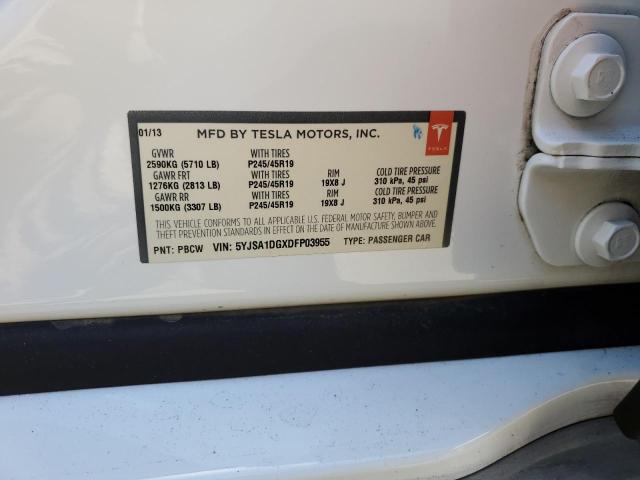 01/13 MFD BY TESLA MOTORS, INC. TESLA
GVWR WITH TIRES
2590KG (5710 LB) P245/45R19
GAWR FRT WITH TIRES RIM COLD TIRE PRESSURE
1276KG (2813 LB) P245/45R19 19X8 J 310 kPa, 45 psi
GAWR RR WITH TIRES RIM COLD TIRE PRESSURE
1500KG (3307 LB) P245/45R19 19X8 J 310 kPa, 45 psi
THIS VEHICLE CONFORMS TO ALL APPLICABLE U.S. FEDERAL MOTOR SAFETY, BUMPER AND
THEFT PREVENTION STANDARDS IN EFFECT ON THE DATE OF MANUFACTURE SHOWN ABOVE.
PNT: PBCW VIN: 5YJSA1DGXDFP03955 TYPE: PASSENGER CAR